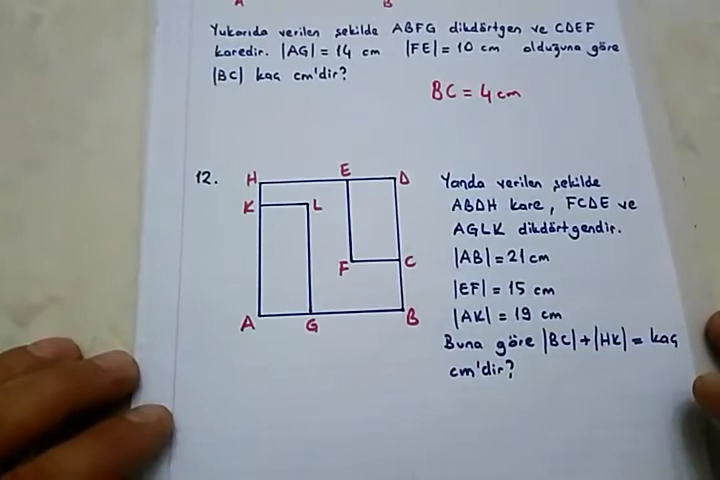 A B
Yukarıda verilen şekilde ABFG dikdörtgen ve CDEF
karedir. |AG| = 14 cm |FE| = 10 cm olduğuna göre
|BC| kaç cm'dir?
BC = 4 cm
12.
H E D
K L
F C
A G B
Yanda verilen şekilde
ABDH kare, FCDE ve
AGLK dikdörtgendir.
|AB| = 21 cm
|EF| = 15 cm
|AK| = 19 cm
Buna göre |BC| + |HK| = kaç
cm'dir?